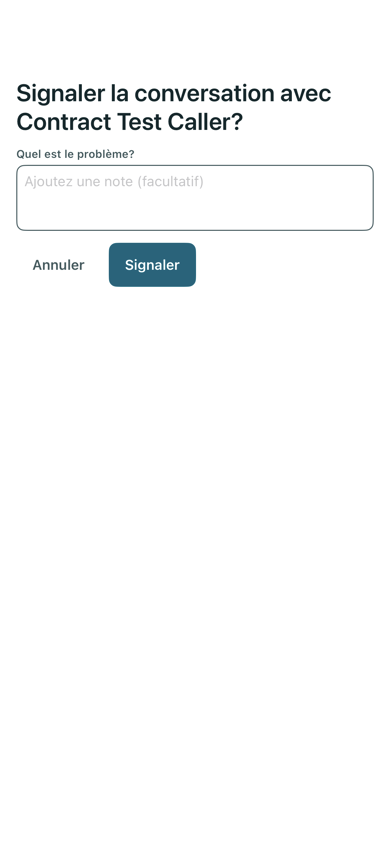 Signaler la conversation avec
Contract Test Caller?
Quel est le problème?
Ajoutez une note (facultatif)
Annuler
Signaler